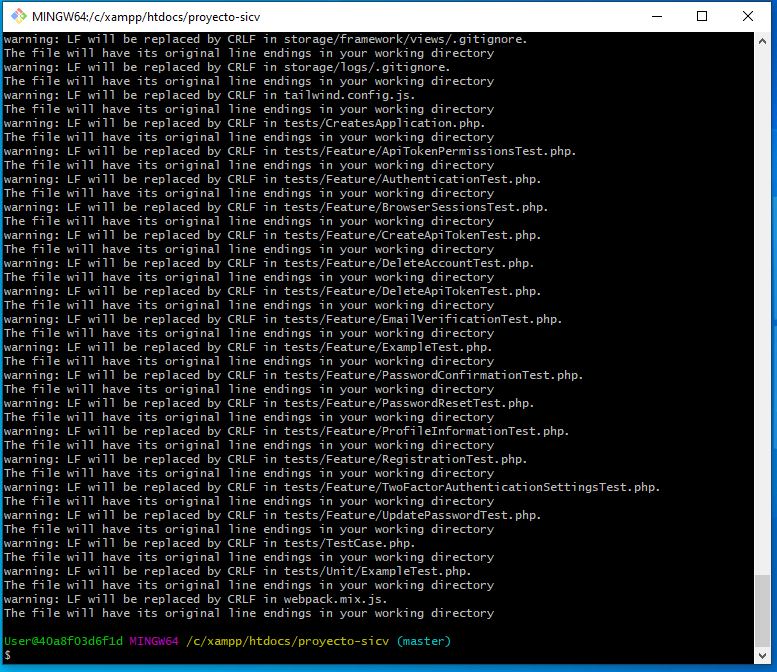 MINGW64:/c/xampp/htdocs/proyecto-sicv
warning: LF will be replaced by CRLF in storage/framework/views/.gitignore.
The file will have its original line endings in your working directory
warning: LF will be replaced by CRLF in storage/logs/.gitignore.
The file will have its original line endings in your working directory
warning: LF will be replaced by CRLF in tailwind.config.js.
The file will have its original line endings in your working directory
warning: LF will be replaced by CRLF in tests/CreatesApplication.php.
The file will have its original line endings in your working directory
warning: LF will be replaced by CRLF in tests/Feature/ApiTokenPermissionsTest.php.
The file will have its original line endings in your working directory
warning: LF will be replaced by CRLF in tests/Feature/AuthenticationTest.php.
The file will have its original line endings in your working directory
warning: LF will be replaced by CRLF in tests/Feature/BrowserSessionsTest.php.
The file will have its original line endings in your working directory
warning: LF will be replaced by CRLF in tests/Feature/CreateApiTokenTest.php.
The file will have its original line endings in your working directory
warning: LF will be replaced by CRLF in tests/Feature/DeleteAccountTest.php.
The file will have its original line endings in your working directory
warning: LF will be replaced by CRLF in tests/Feature/DeleteApiTokenTest.php.
The file will have its original line endings in your working directory
warning: LF will be replaced by CRLF in tests/Feature/EmailVerificationTest.php.
The file will have its original line endings in your working directory
warning: LF will be replaced by CRLF in tests/Feature/ExampleTest.php.
The file will have its original line endings in your working directory
warning: LF will be replaced by CRLF in tests/Feature/PasswordConfirmationTest.php.
The file will have its original line endings in your working directory
warning: LF will be replaced by CRLF in tests/Feature/PasswordResetTest.php.
The file will have its original line endings in your working directory
warning: LF will be replaced by CRLF in tests/Feature/ProfileInformationTest.php.
The file will have its original line endings in your working directory
warning: LF will be replaced by CRLF in tests/Feature/RegistrationTest.php.
The file will have its original line endings in your working directory
warning: LF will be replaced by CRLF in tests/Feature/TwoFactorAuthenticationSettingsTest.php.
The file will have its original line endings in your working directory
warning: LF will be replaced by CRLF in tests/Feature/UpdatePasswordTest.php.
The file will have its original line endings in your working directory
warning: LF will be replaced by CRLF in tests/TestCase.php.
The file will have its original line endings in your working directory
warning: LF will be replaced by CRLF in tests/Unit/ExampleTest.php.
The file will have its original line endings in your working directory
warning: LF will be replaced by CRLF in webpack.mix.js.
The file will have its original line endings in your working directory
User@40a8f03d6f1d MINGW64 /c/xampp/htdocs/proyecto-sicv (master)
$